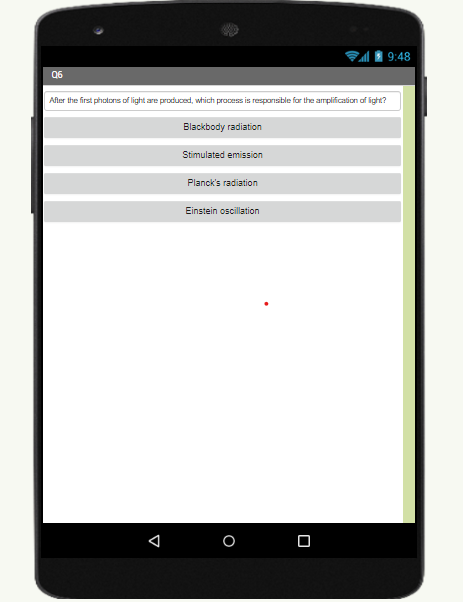 9:48
Q6
After the first photons of light are produced, which process is responsible for the amplification of light?
Blackbody radiation
Stimulated emission
Planck's radiation
Einstein oscillation